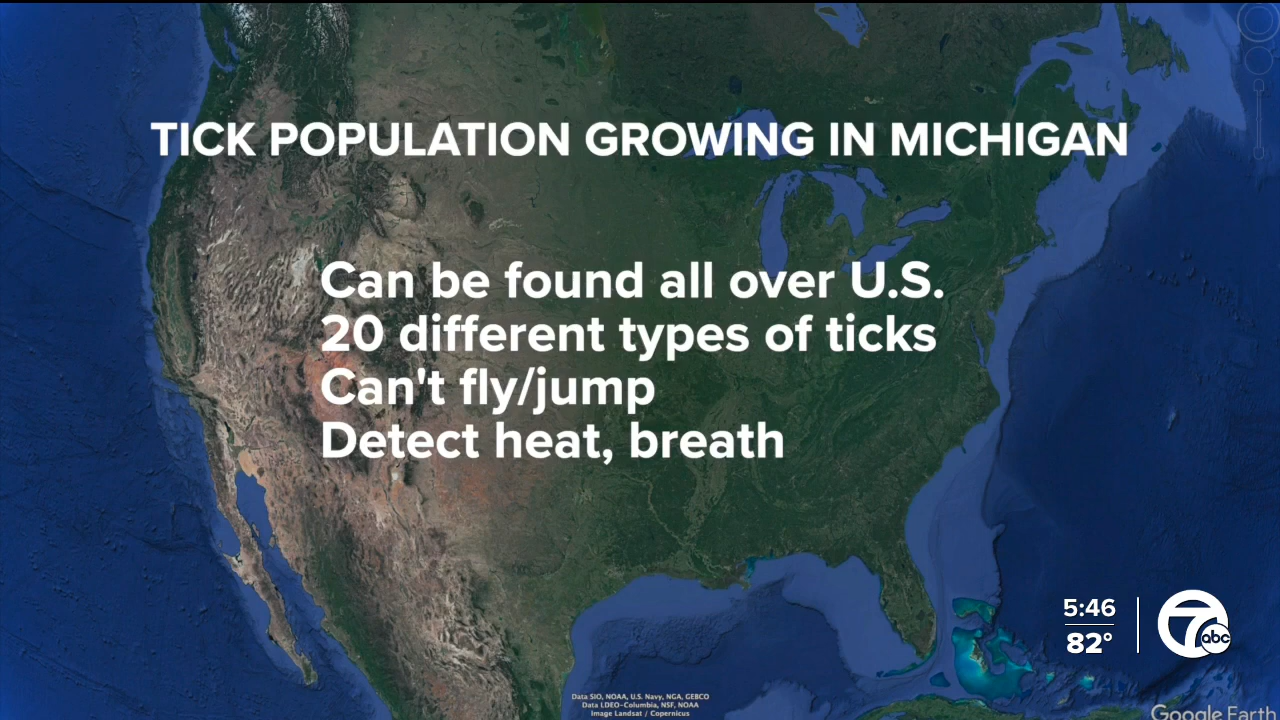 TICK POPULATION GROWING IN MICHIGAN
Can be found all over U.S.
20 different types of ticks
Can't fly/jump
Detect heat, breath
5:46
82°
7 abc
Data SIO, NOAA, U.S. Navy, NGA, GEBCO
Data LDEO-Columbia, NSF, NOAA
Image Landsat / Copernicus
Google Earth